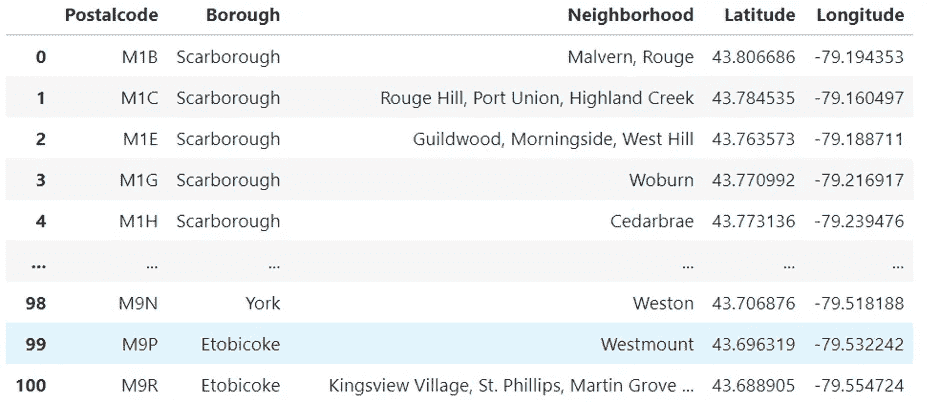 Postalcode Borough Neighborhood Latitude Longitude
0 M1B Scarborough Malvern, Rouge 43.806686 -79.194353
1 M1C Scarborough Rouge Hill, Port Union, Highland Creek 43.784535 -79.160497
2 M1E Scarborough Guildwood, Morningside, West Hill 43.763573 -79.188711
3 M1G Scarborough Woburn 43.770992 -79.216917
4 M1H Scarborough Cedarbrae 43.773136 -79.239476
... ... ... ... ... ...
98 M9N York Weston 43.706876 -79.518188
99 M9P Etobicoke Westmount 43.696319 -79.532242
100 M9R Etobicoke Kingsview Village, St. Phillips, Martin Grove ... 43.688905 -79.554724